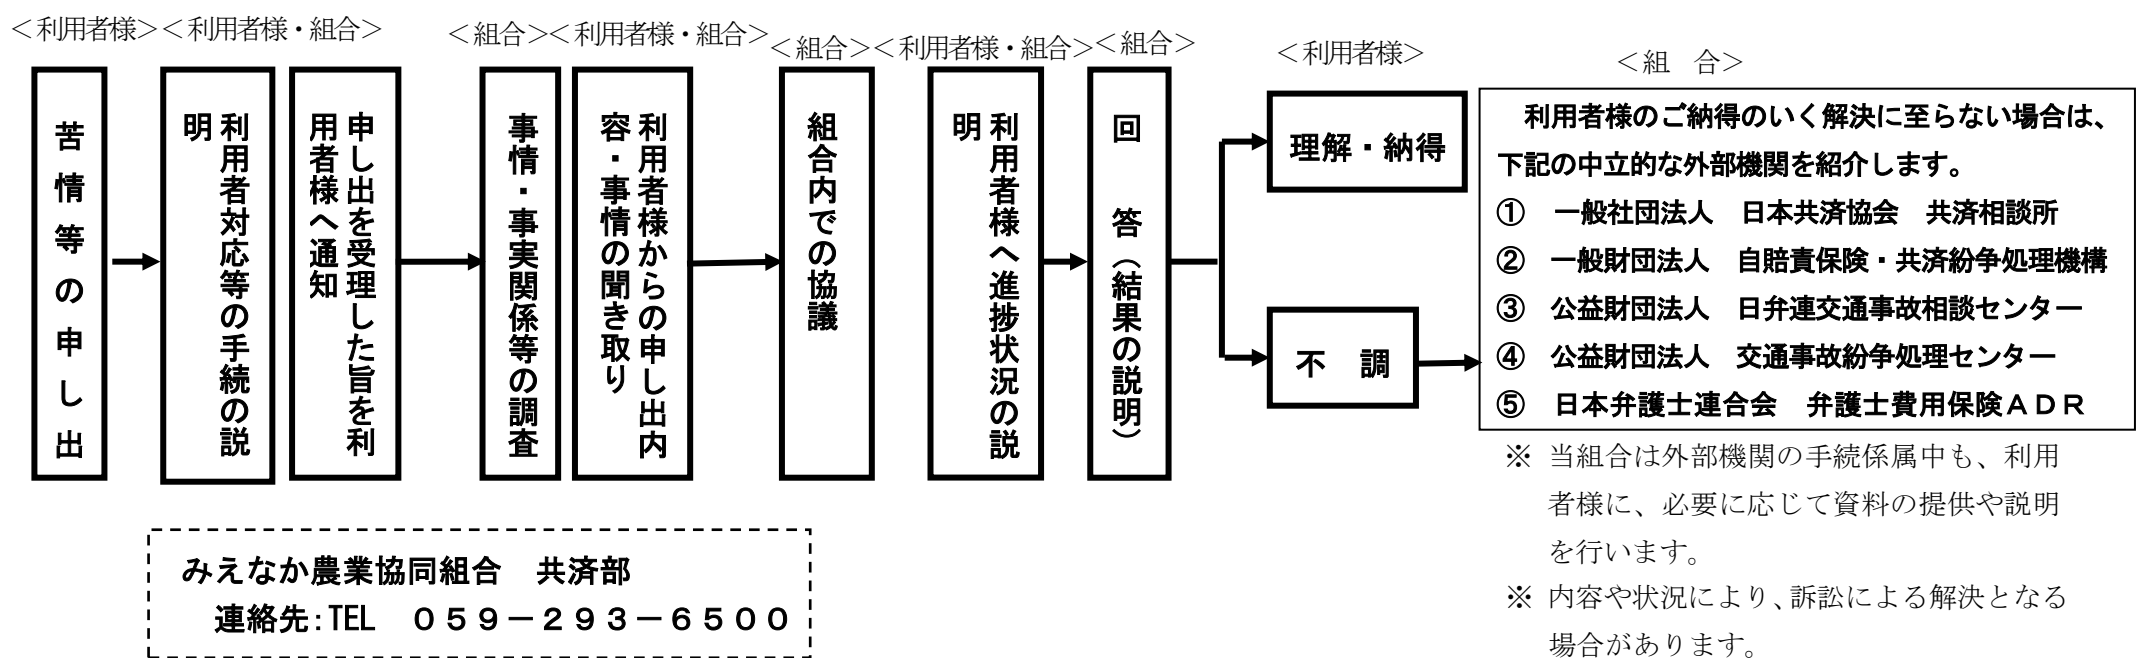 ＜利用者様＞＜利用者様・組合＞
＜組合＞＜利用者様・組合＞
＜組合＞＜利用者様・組合＞＜組合＞
＜利用者様＞
＜組　合＞
苦情等の申し出
利用者対応等の手続の説
明
申し出を受理した旨を利
用者様へ通知
事情・事実関係等の調査
利用者様からの申し出内
容・事情の聞き取り
組合内での協議
利用者様へ進捗状況の説
明
回　答（結果の説明）
理解・納得
不　調
利用者様のご納得のいく解決に至らない場合は、
下記の中立的な外部機関を紹介します。
①　一般社団法人　日本共済協会　共済相談所
②　一般財団法人　自賠責保険・共済紛争処理機構
③　公益財団法人　日弁連交通事故相談センター
④　公益財団法人　交通事故紛争処理センター
⑤　日本弁護士連合会　弁護士費用保険ＡＤＲ
※ 当組合は外部機関の手続係属中も、利用
者様に、必要に応じて資料の提供や説明
を行います。
※ 内容や状況により、訴訟による解決となる
場合があります。
みえなか農業協同組合　共済部
連絡先：TEL　０５９－２９３－６５００